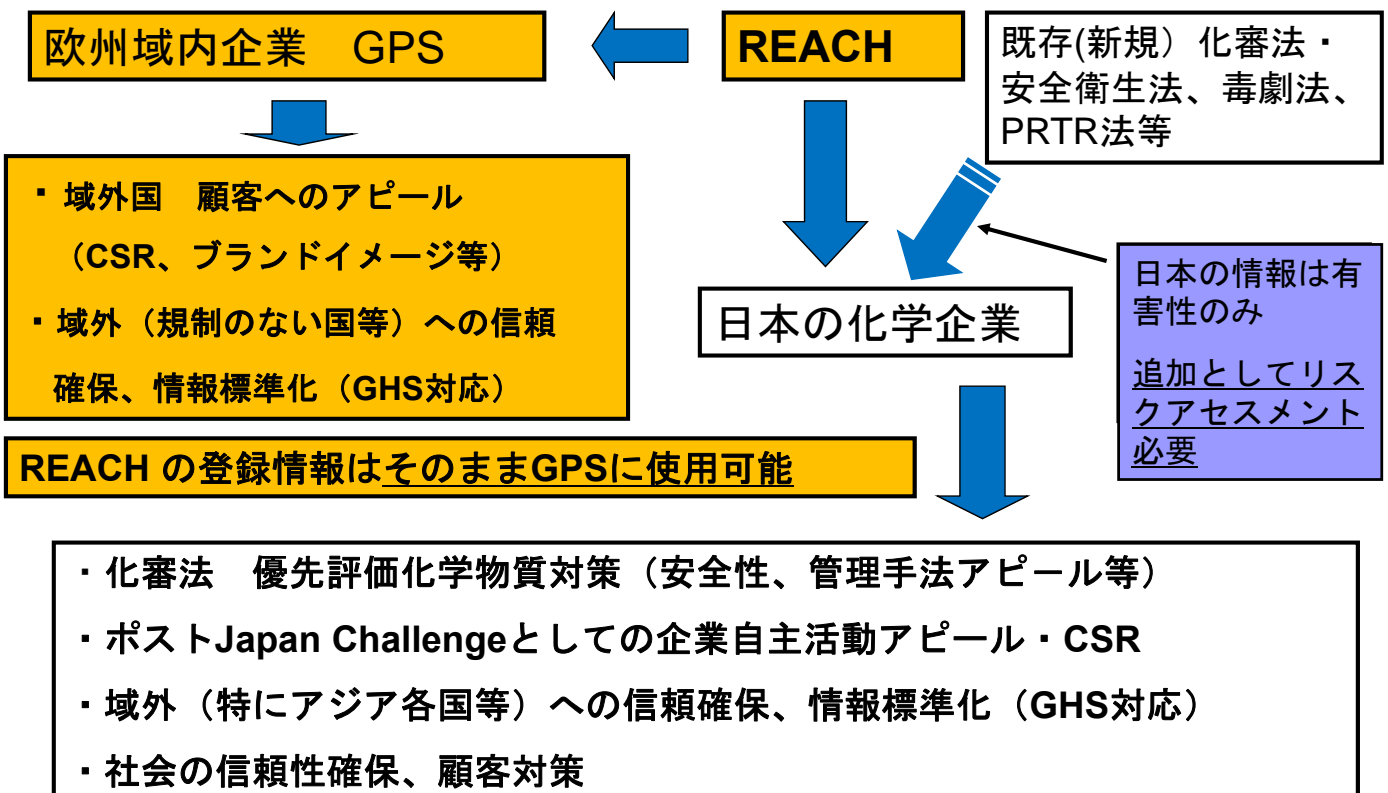 欧州域内企業　GPS
REACH
既存(新規）化審法・
安全衛生法、毒劇法、
PRTR法等
・域外国　顧客へのアピール
（CSR、ブランドイメージ等）
・域外（規制のない国等）への信頼
確保、情報標準化（GHS対応）
日本の化学企業
日本の情報は有
害性のみ
追加としてリス
クアセスメント
必要
REACH の登録情報はそのままGPSに使用可能
・化審法　優先評価化学物質対策（安全性、管理手法アピール等）
・ポストJapan Challengeとしての企業自主活動アピール・CSR
・域外（特にアジア各国等）への信頼確保、情報標準化（GHS対応）
・社会の信頼性確保、顧客対策